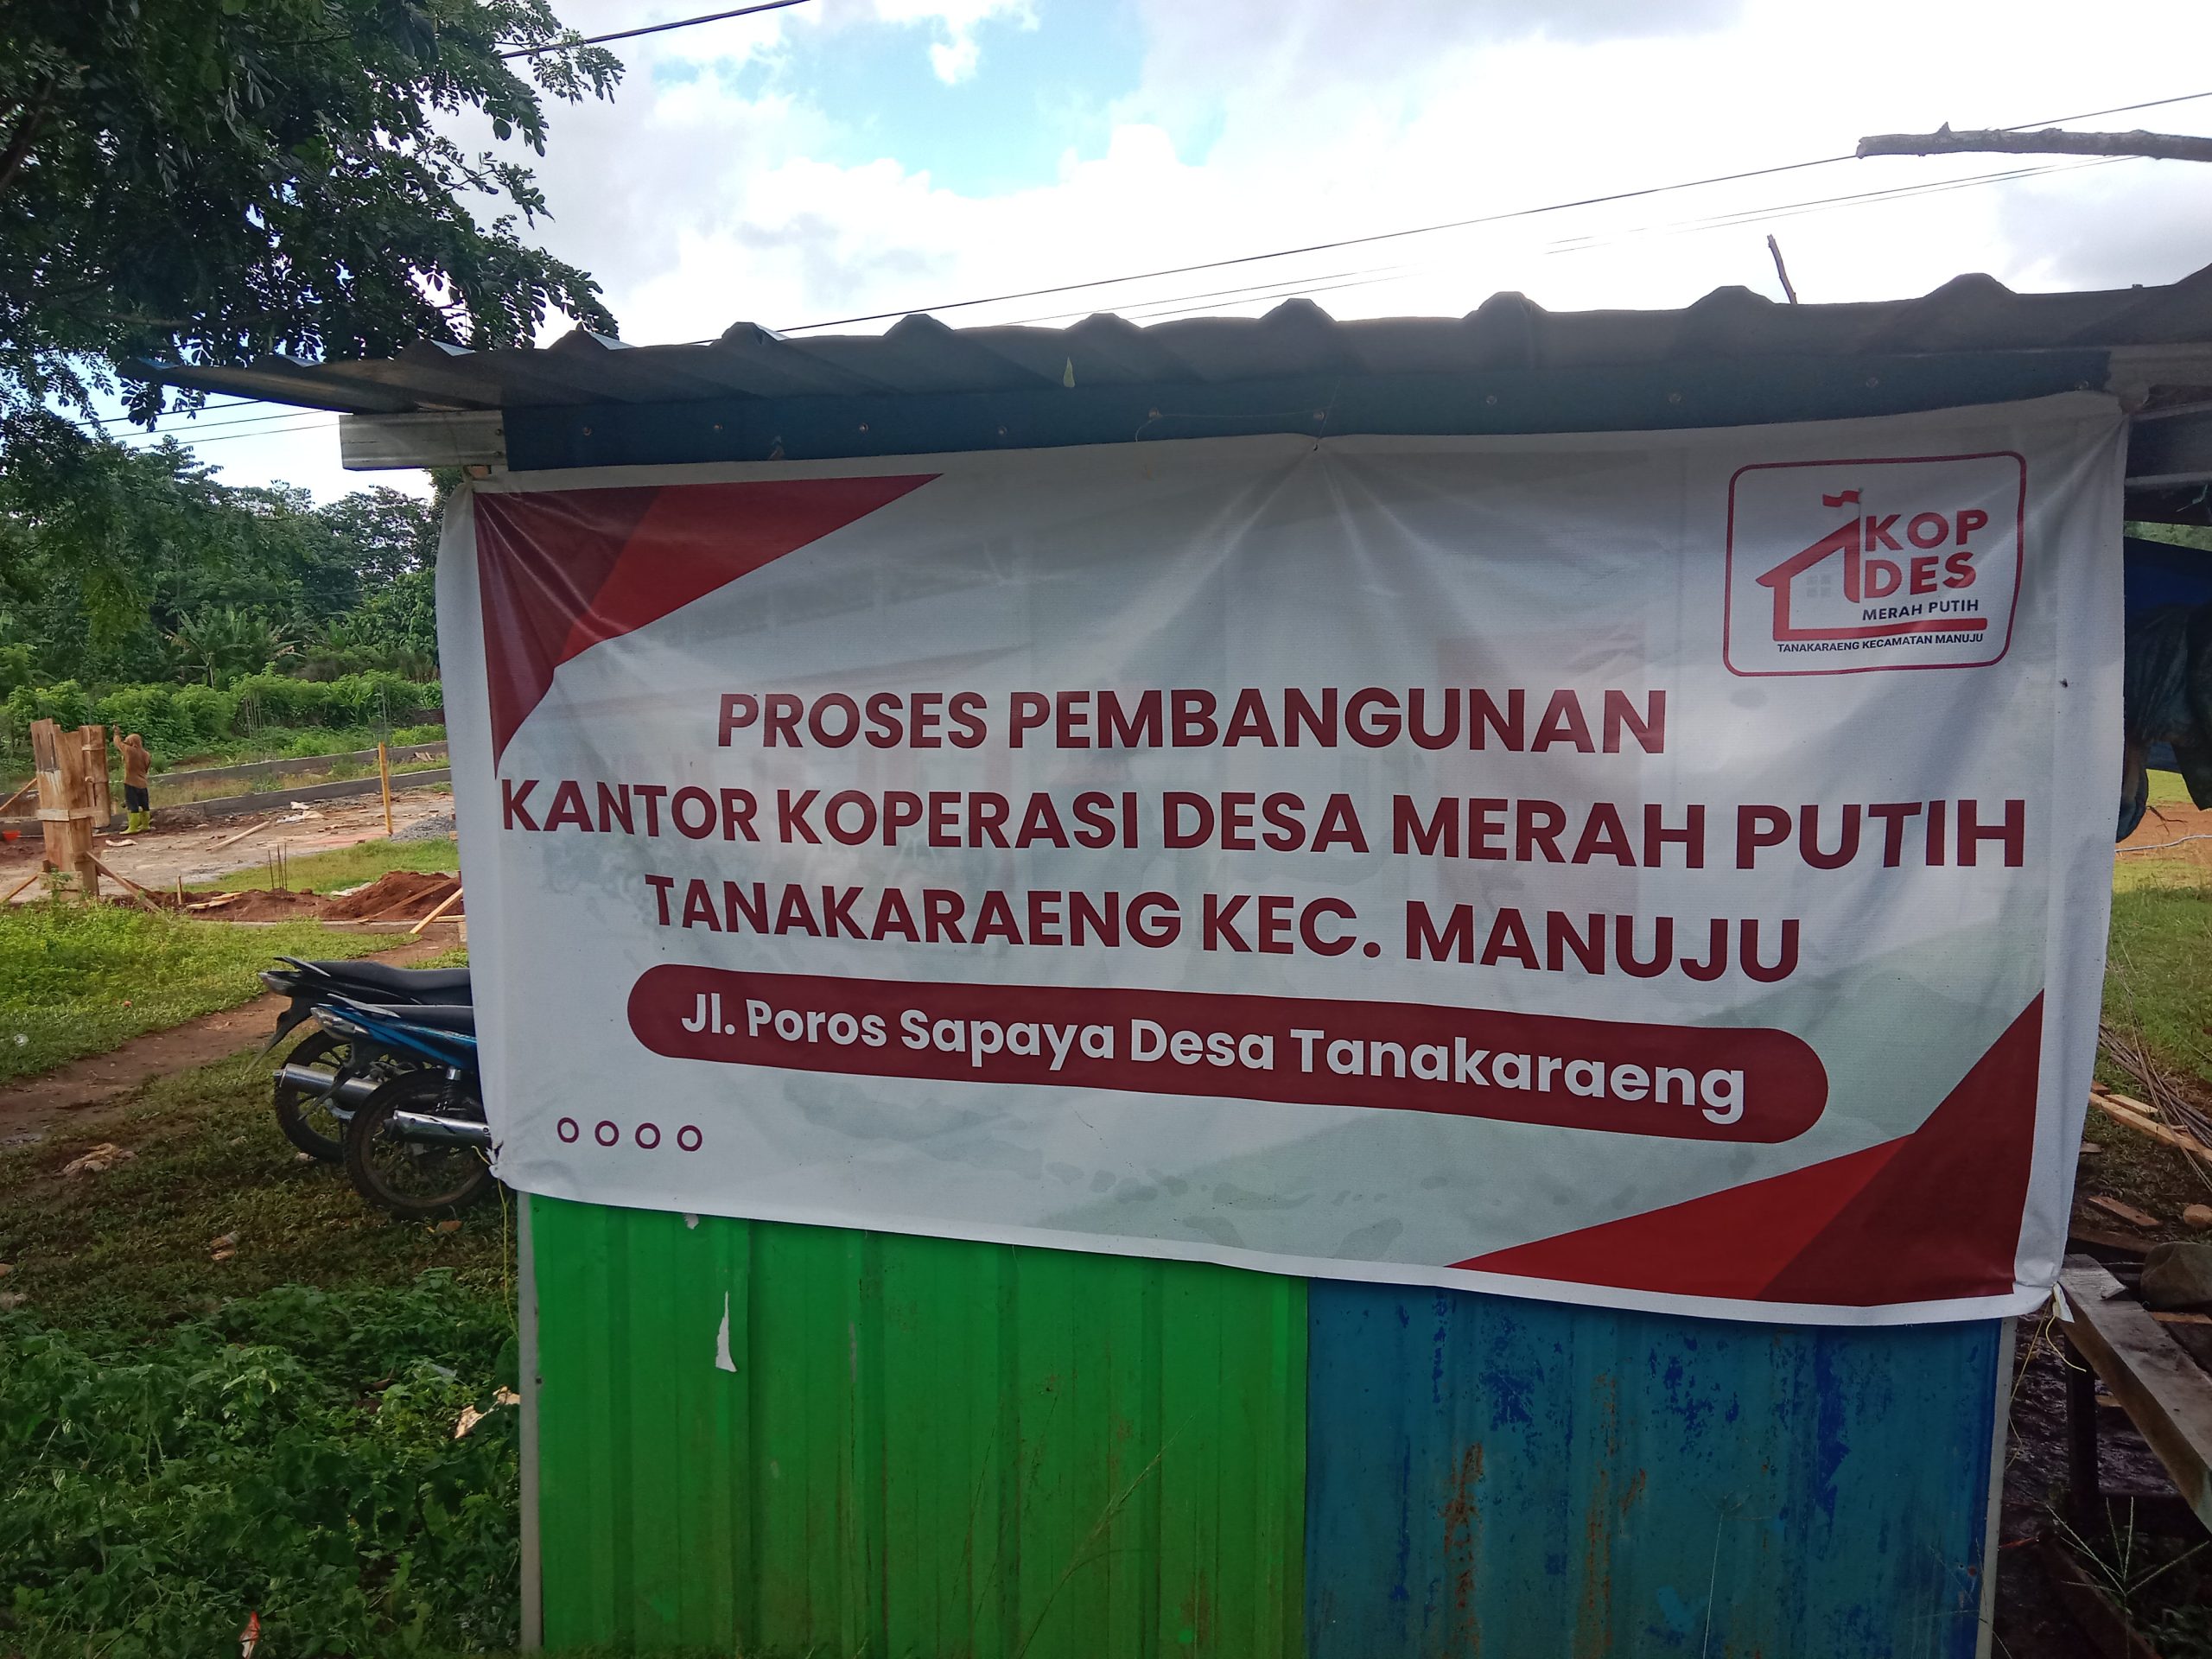 KOP
DES
MERAH PUTIH
TANAKARAENG KECAMATAN MANUJU
PROSES PEMBANGUNAN
KANTOR KOPERASI DESA MERAH PUTIH
TANAKARAENG KEC. MANUJU
Jl. Poros Sapaya Desa Tanakaraeng